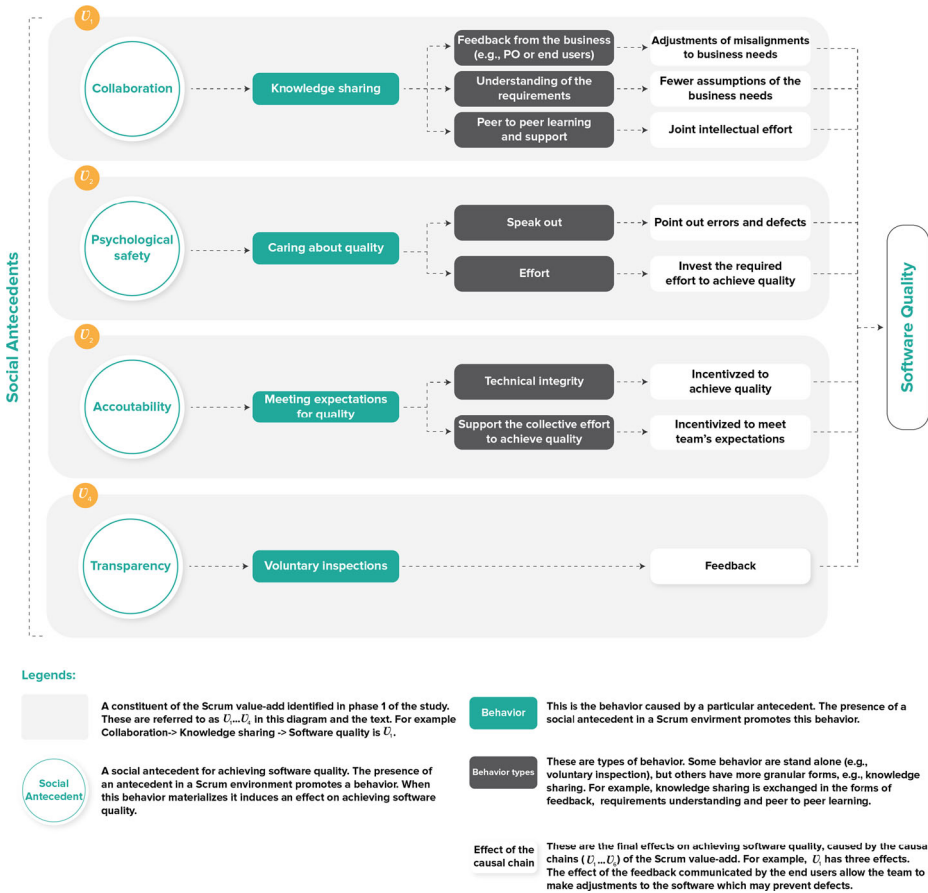 Social Antecedents
U1
Collaboration
Knowledge sharing
Feedback from the business
(e.g., PO or end users)
Adjustments of misalignments
to business needs
Understanding of the
requirements
Fewer assumptions of the
business needs
Peer to peer learning
and support
Joint intellectual effort
U2
Psychological
safety
Caring about quality
Speak out
Point out errors and defects
Effort
Invest the required
effort to achieve quality
U2
Accoutability
Meeting expectations
for quality
Technical integrity
Incentivzed to
achieve quality
Support the collective effort
to achieve quality
Incentivized to meet
team's expectations
U4
Transparency
Voluntary inspections
Feedback
Software Quality
Legends:
A constituent of the Scrum value-add identified in phase 1 of the study.
These are referred to as U1...U4 in this diagram and the text. For example
Collaboration-> Knowledge sharing -> Software quality is U1.
Social
Antecedent
A social antecedent for achieving software quality. The presence of
an antecedent in a Scrum environment promotes a behavior. When
this behavior materializes it induces an effect on achieving software
quality.
Behavior
This is the behavior caused by a particular antecedent. The presence of a
social antecedent in a Scrum envirment promotes this behavior.
Behavior types
These are types of behavior. Some behavior are stand alone (e.g.,
voluntary inspection), but others have more granular forms, e.g., knowledge
sharing. For example, knowledge sharing is exchanged in the forms of
feedback, requirements understanding and peer to peer learning.
Effect of the
causal chain
These are the final effects on achieving software quality, caused by the causa
chains (U1...U6) of the Scrum value-add. For example, U1 has three effects.
The effect of the feedback communicated by the end users allow the team to
make adjustments to the software which may prevent defects.